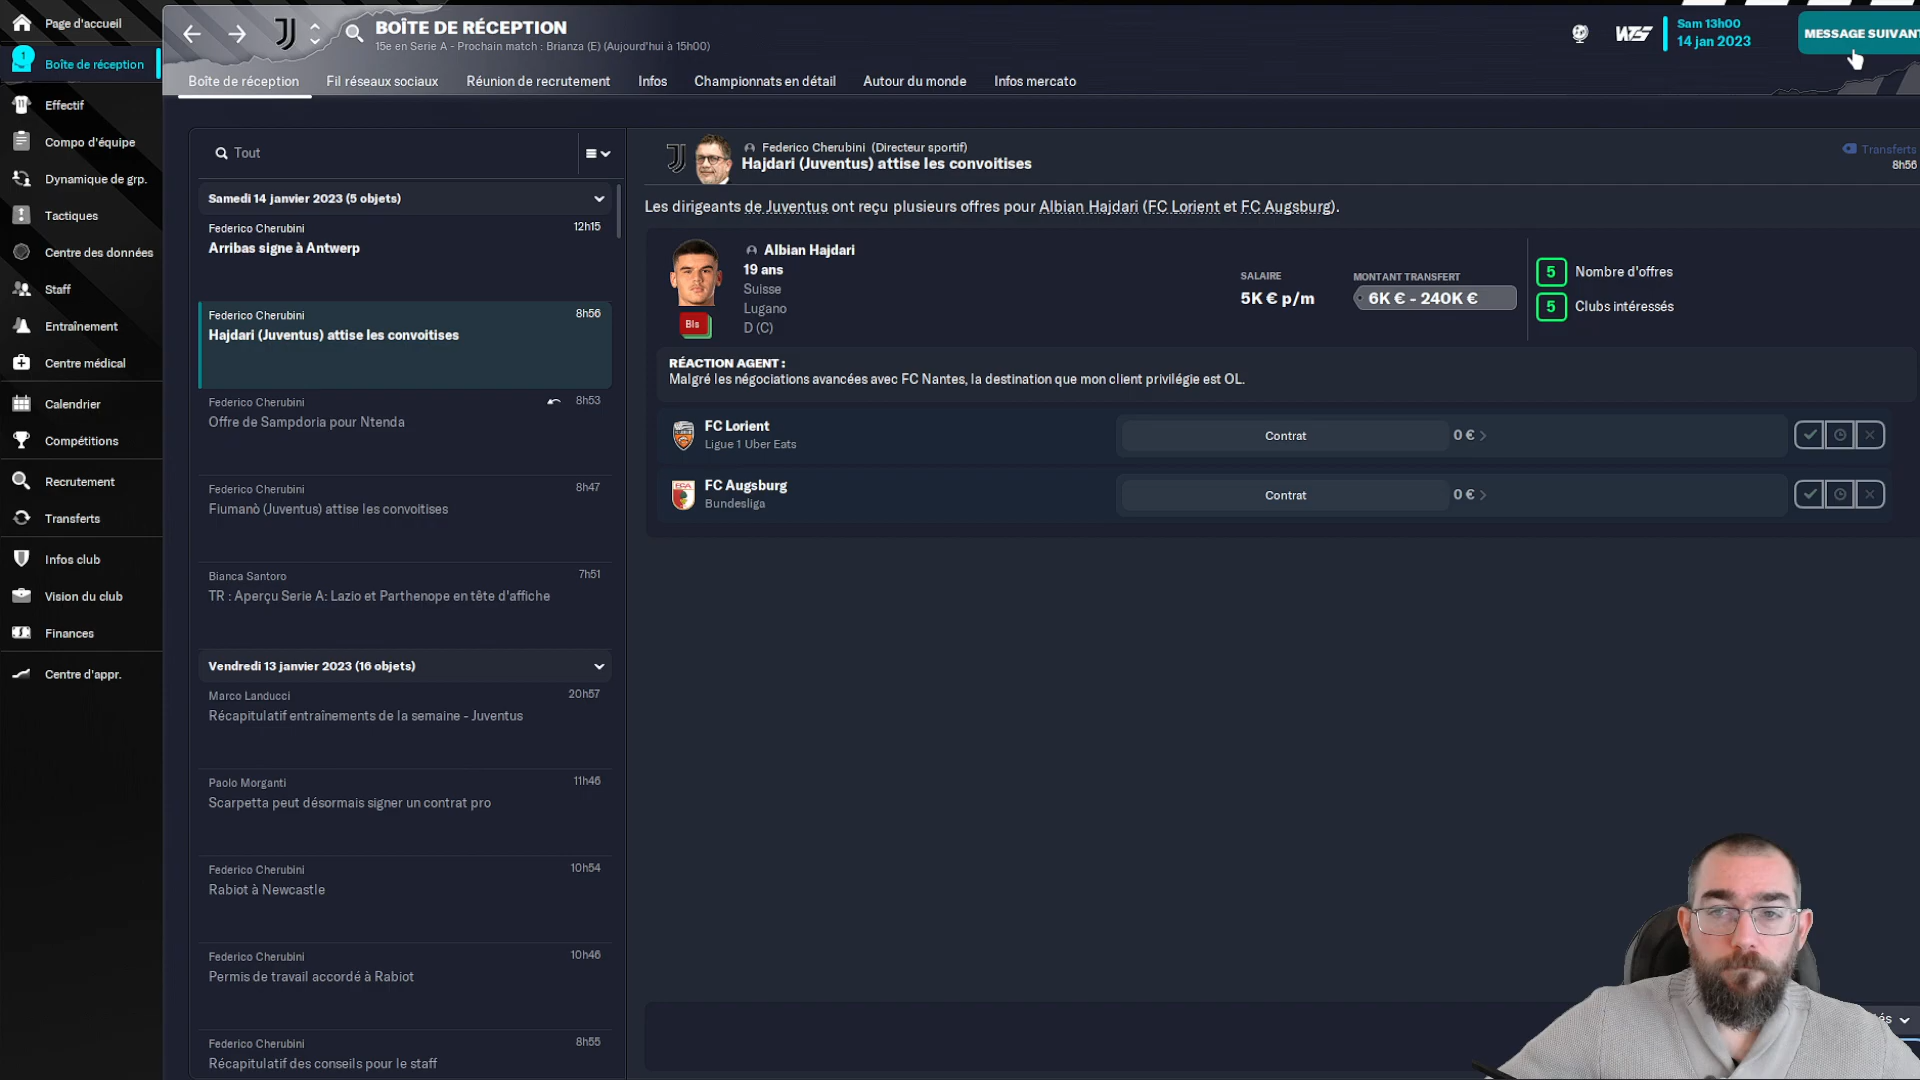 Page d'accueil
1
Boîte de réception
Effectif
Compo d'équipe
Dynamique de grp.
Tactiques
Centre des données
Staff
Entraînement
Centre médical
Calendrier
Compétitions
Recrutement
Transferts
Infos club
Vision du club
Finances
Centre d'appr.
BOÎTE DE RÉCEPTION
15e en Serie A - Prochain match : Brianza (E) (Aujourd'hui à 15h00)
Sam 13h00
14 jan 2023
MESSAGE SUIVANT
Boîte de réception Fil réseaux sociaux Réunion de recrutement Infos Championnats en détail Autour du monde Infos mercato
Tout
Samedi 14 janvier 2023 (5 objets)
Federico Cherubini 12h15
Arribas signe à Antwerp
Federico Cherubini 8h56
Hajdari (Juventus) attise les convoitises
Federico Cherubini 8h53
Offre de Sampdoria pour Ntenda
Federico Cherubini 8h47
Fiumanò (Juventus) attise les convoitises
Bianca Santoro 7h51
TR : Aperçu Serie A: Lazio et Parthenope en tête d'affiche
Vendredi 13 janvier 2023 (16 objets)
Marco Landucci 20h57
Récapitulatif entraînements de la semaine - Juventus
Paolo Morganti 11h46
Scarpetta peut désormais signer un contrat pro
Federico Cherubini 10h54
Rabiot à Newcastle
Federico Cherubini 10h46
Permis de travail accordé à Rabiot
Federico Cherubini 8h55
Récapitulatif des conseils pour le staff
Federico Cherubini (Directeur sportif)
Hajdari (Juventus) attise les convoitises
Transferts
8h56
Les dirigeants de Juventus ont reçu plusieurs offres pour Albian Hajdari (FC Lorient et FC Augsburg).
Albian Hajdari
19 ans
Suisse
Lugano
D (C)
Bls
SALAIRE
5K € p/m
MONTANT TRANSFERT
6K € - 240K €
5 Nombre d'offres
5 Clubs intéressés
RÉACTION AGENT :
Malgré les négociations avancées avec FC Nantes, la destination que mon client privilégie est OL.
FC Lorient
Ligue 1 Uber Eats
Contrat 0 €
FC Augsburg
Bundesliga
Contrat 0 €